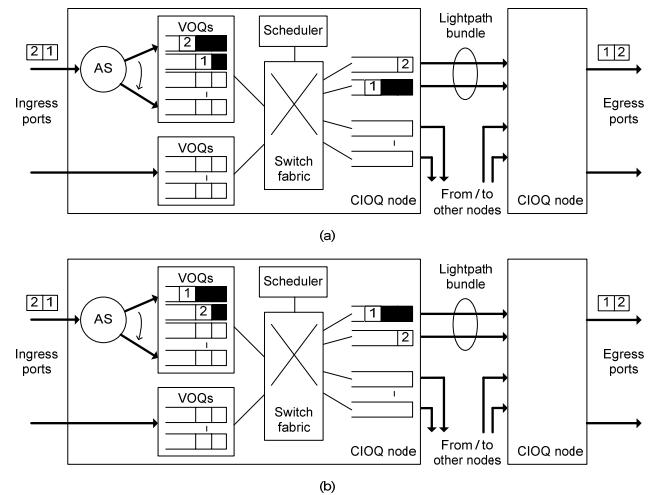 VOQs
Scheduler
Lightpath
bundle
2 1
2
1
AS
2
1
1 2
Ingress
ports
Egress
ports
Switch
fabric
CIOQ node
From / to
other nodes
CIOQ node
(a)
VOQs
Scheduler
Lightpath
bundle
2 1
1
2
AS
1
2
1 2
Ingress
ports
VOQs
Egress
ports
Switch
fabric
CIOQ node
From / to
other nodes
CIOQ node
(b)